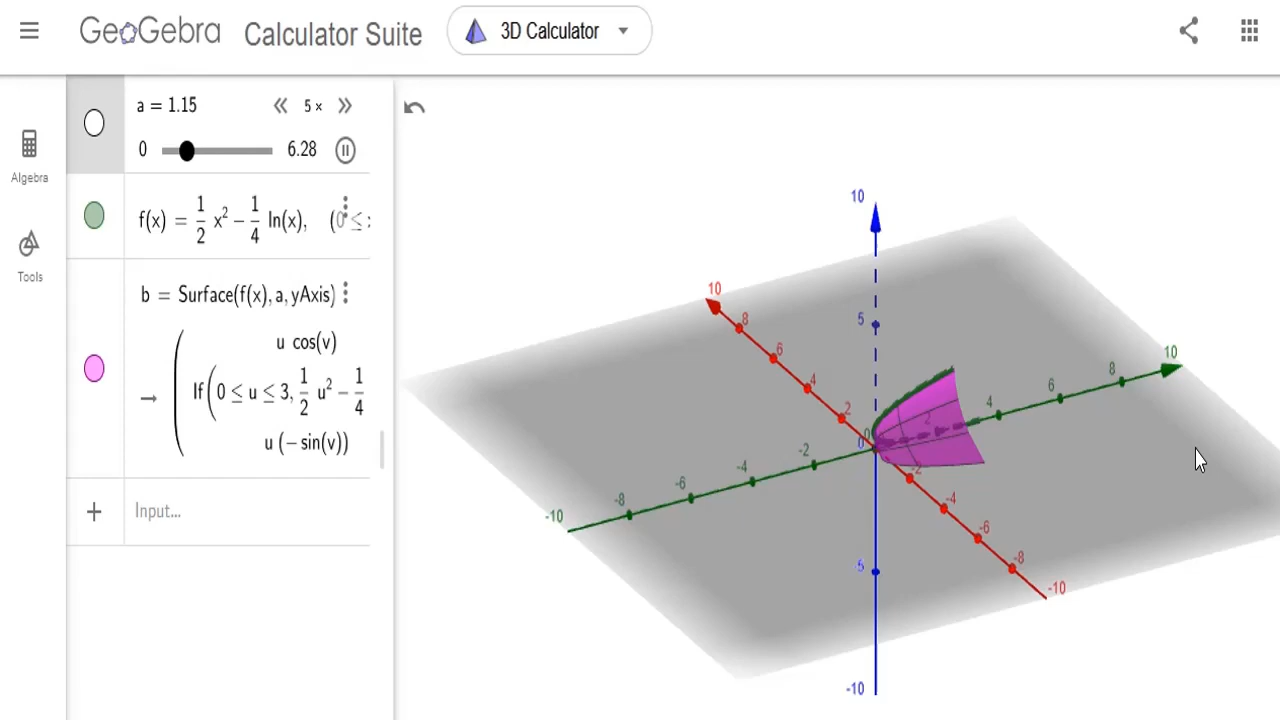 GeoGebra Calculator Suite 3D Calculator
a = 1.15 5 ×
0 6.28
f(x) = 1/2 x² − 1/4 ln(x), (0 ≤ x
b = Surface(f(x), a, yAxis)
u cos(v)
→ If(0 ≤ u ≤ 3, 1/2 u² − 1/4
u (− sin(v))
+ Input...
Algebra
Tools
10
10
8
6
4
2
5
0
0
10
8
6
4
2
-2
-4
-6
-8
-10
-2
-4
-6
-8
-10
-5
-10